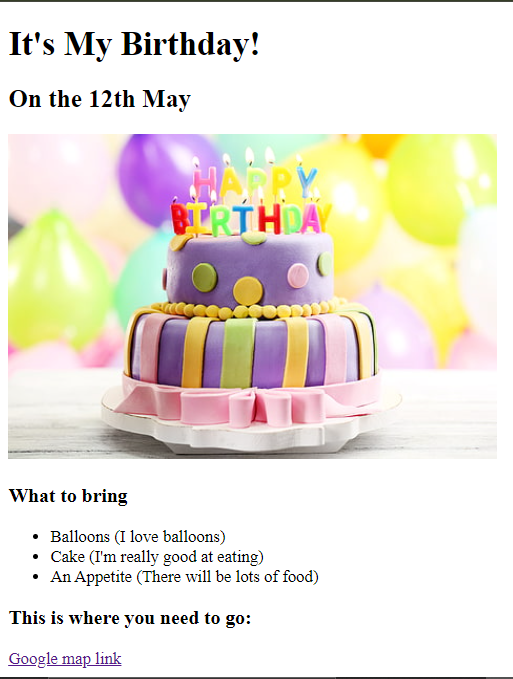 It's My Birthday!
On the 12th May
HAPPY
BIRTHDAY
What to bring
Balloons (I love balloons)
Cake (I'm really good at eating)
An Appetite (There will be lots of food)
This is where you need to go:
Google map link